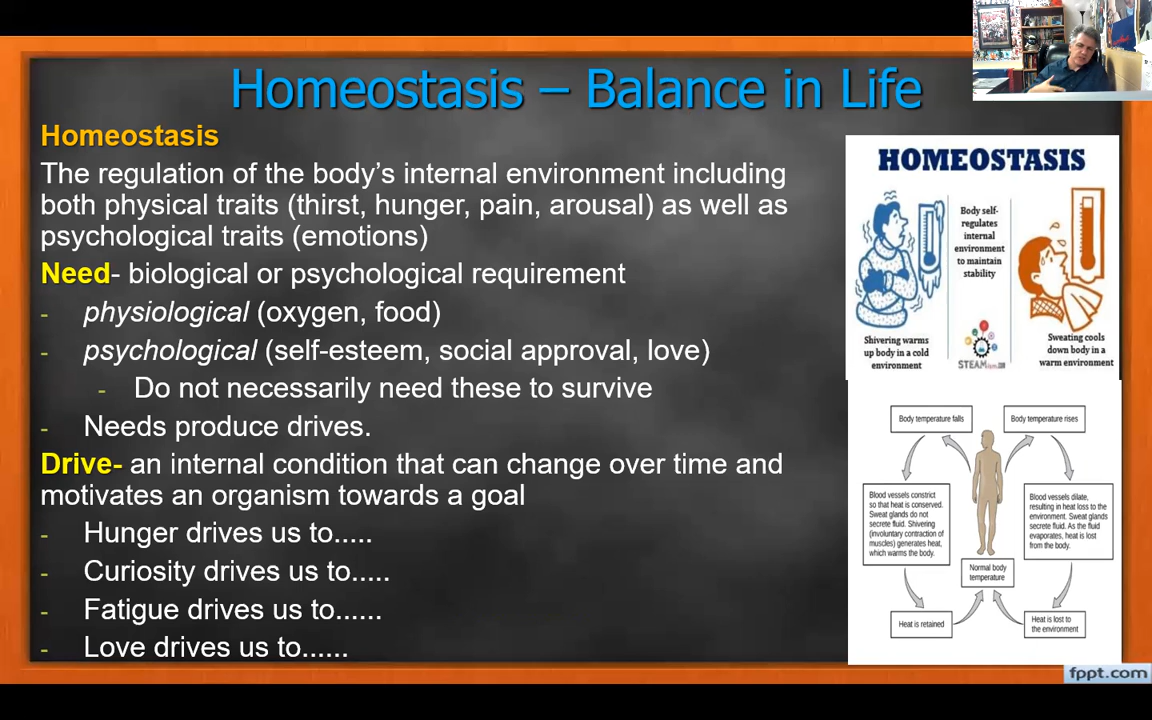 Homeostasis – Balance in Life
Homeostasis
The regulation of the body's internal environment including
both physical traits (thirst, hunger, pain, arousal) as well as
psychological traits (emotions)
Need- biological or psychological requirement
- physiological (oxygen, food)
- psychological (self-esteem, social approval, love)
- Do not necessarily need these to survive
- Needs produce drives.
Drive- an internal condition that can change over time and
motivates an organism towards a goal
- Hunger drives us to.....
- Curiosity drives us to.....
- Fatigue drives us to......
- Love drives us to......
HOMEOSTASIS
Body self-
regulates
internal
environment
to maintain
stability
Shivering warms
up body in a cold
environment
STEAMism
Sweating cools
down body in a
warm environment
Body temperature falls
Body temperature rises
Blood vessels constrict
so that heat is conserved.
Sweat glands do not
secrete fluid. Shivering
(involuntary contraction of
muscles) generates heat,
which warms the body.
Blood vessels dilate,
resulting in heat loss to the
environment. Sweat glands
secrete fluid. As the fluid
evaporates, heat is lost
from the body.
Normal body
temperature
Heat is retained
Heat is lost to
the environment
fppt.com